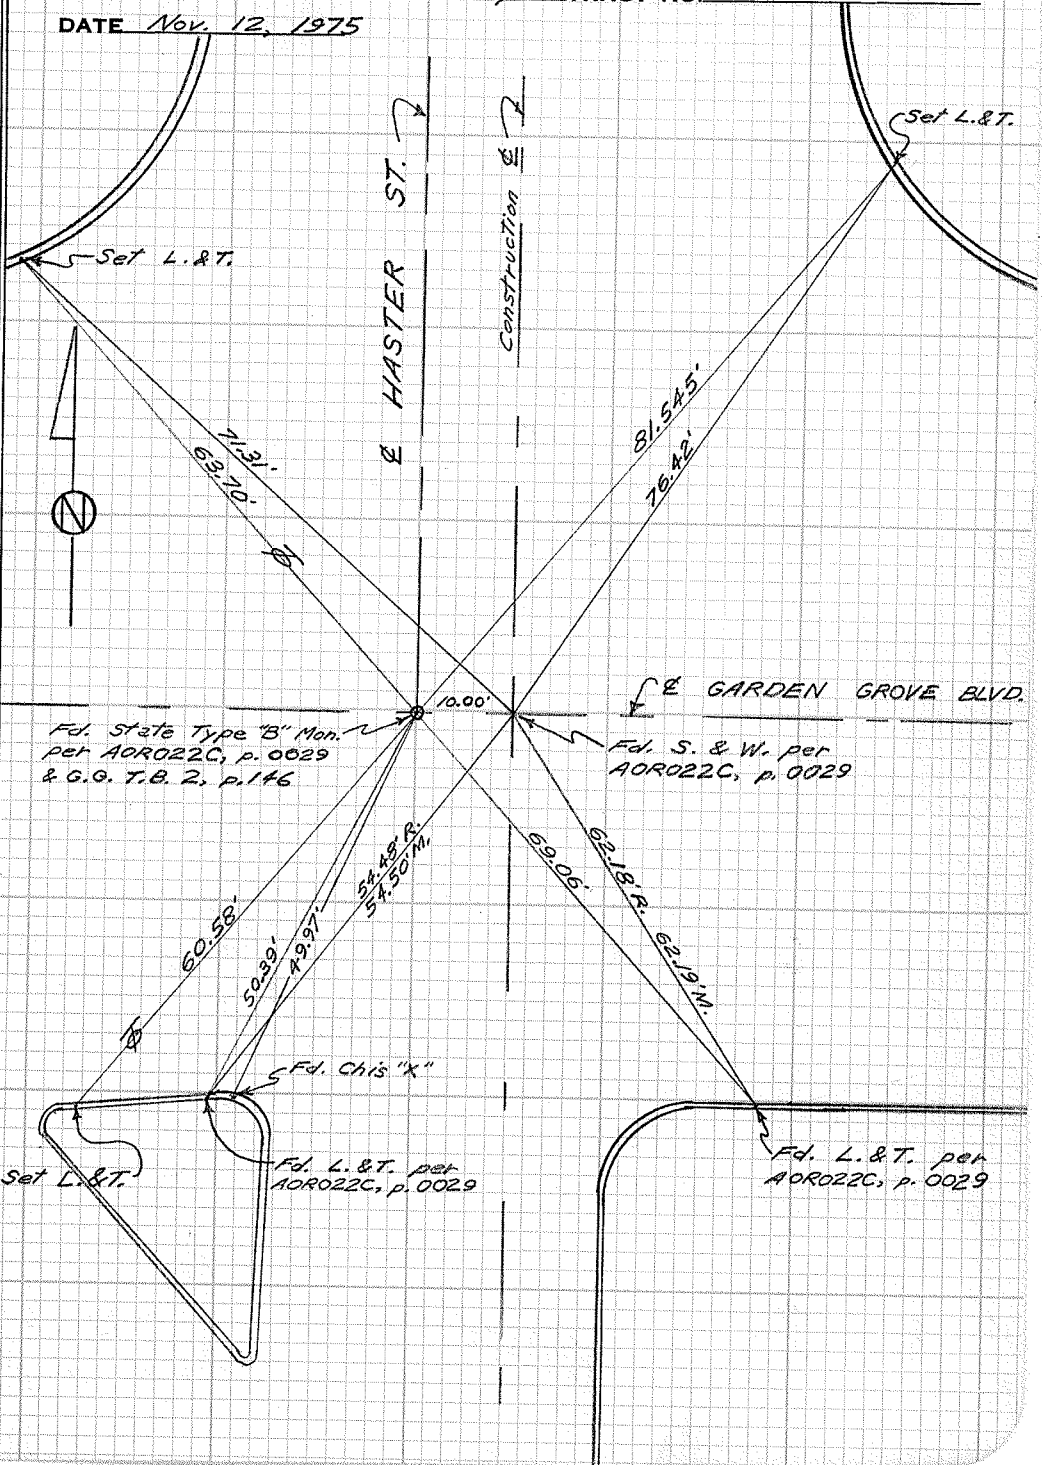 DATE Nov. 12, 1975
Set L.&T.
Set L.&T.
℄ HASTER ST.
Construction ℄
71.31'
63.70'
81.545'
76.42'
N
10.00'
℄ GARDEN GROVE BLVD.
Fd. State Type "B" Mon.
per AOR022C, p. 0029
& G.G. T.B. 2, p.146
Fd. S. & W. per
AOR022C, p. 0029
54.48' R.
54.50' M.
69.06'
62.18' R.
62.19' M.
60.58'
50.39'
49.97'
Fd. Chis "X"
Set L.&T.
Fd. L.&T. per
AOR022C, p. 0029
Fd. L.&T. per
AOR022C, p. 0029